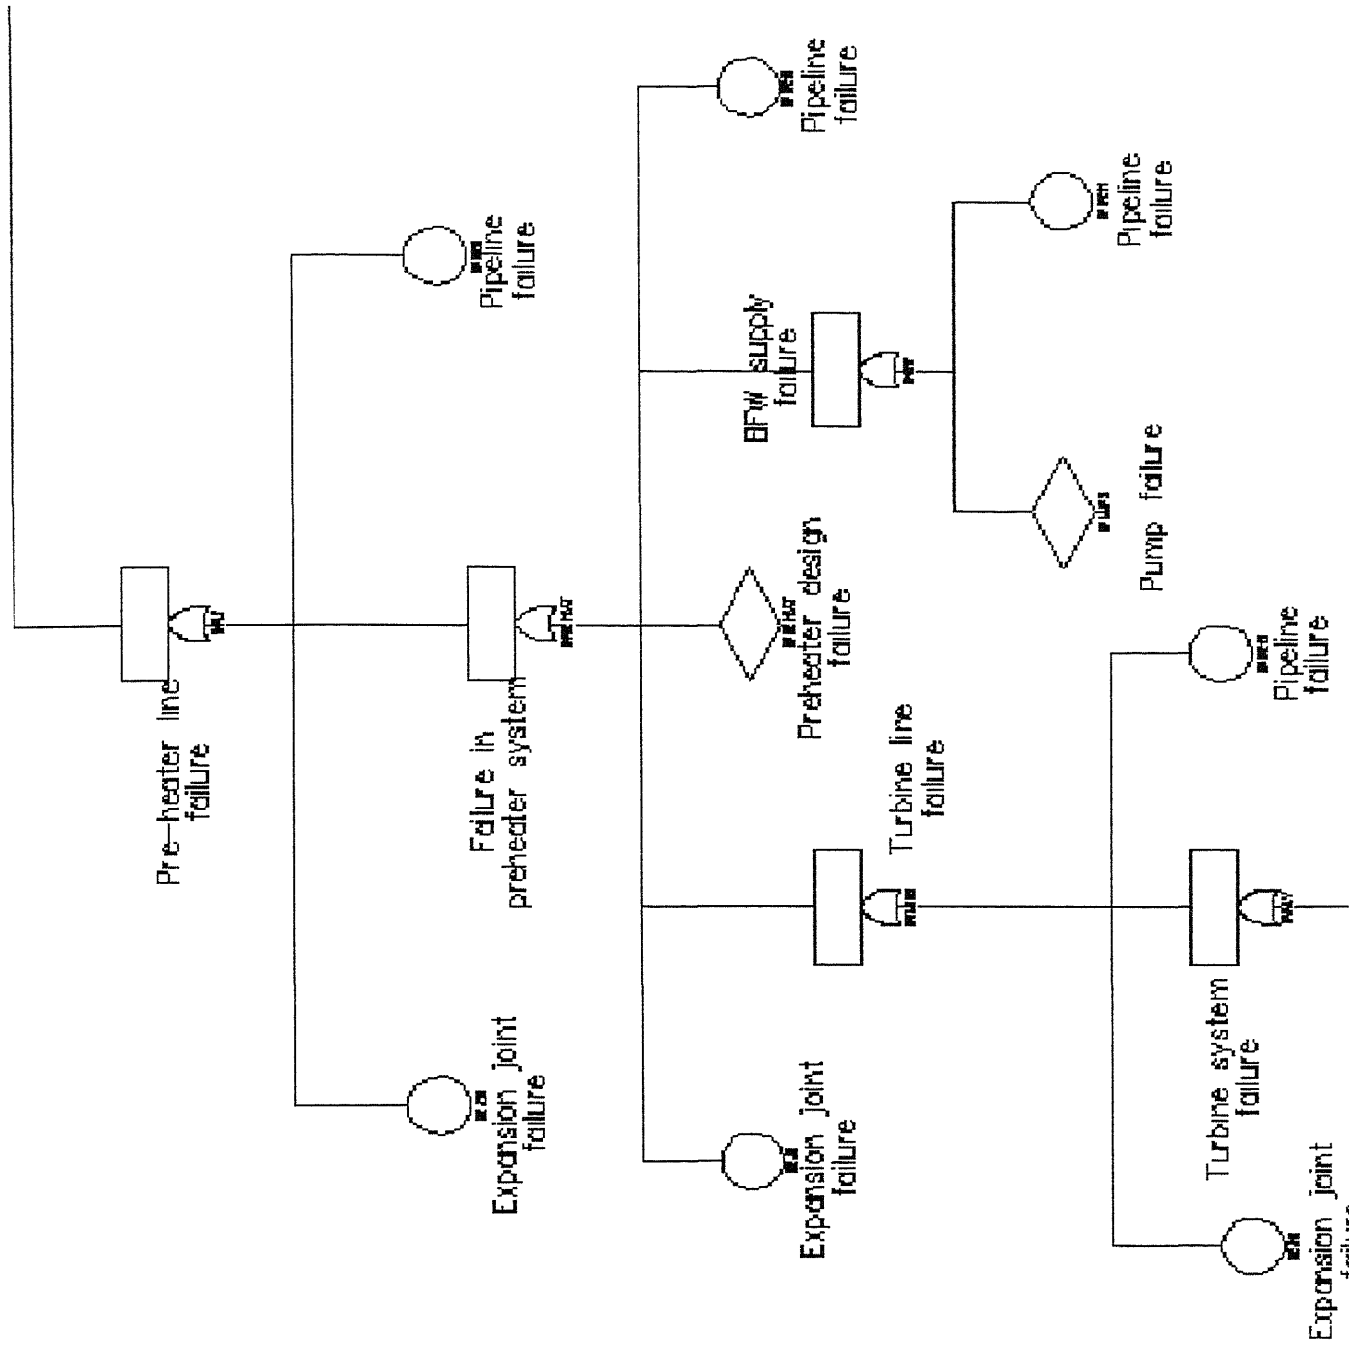 Pre-heater line
failure
Pipeline
failure
Failure in
preheater system
Expansion joint
failure
Pipeline
failure
BFW supply
failure
Preheater design
failure
Expansion joint
failure
Turbine line
failure
Pipeline
failure
Pump failure
Pipeline
failure
Turbine system
failure
Expansion joint
failure